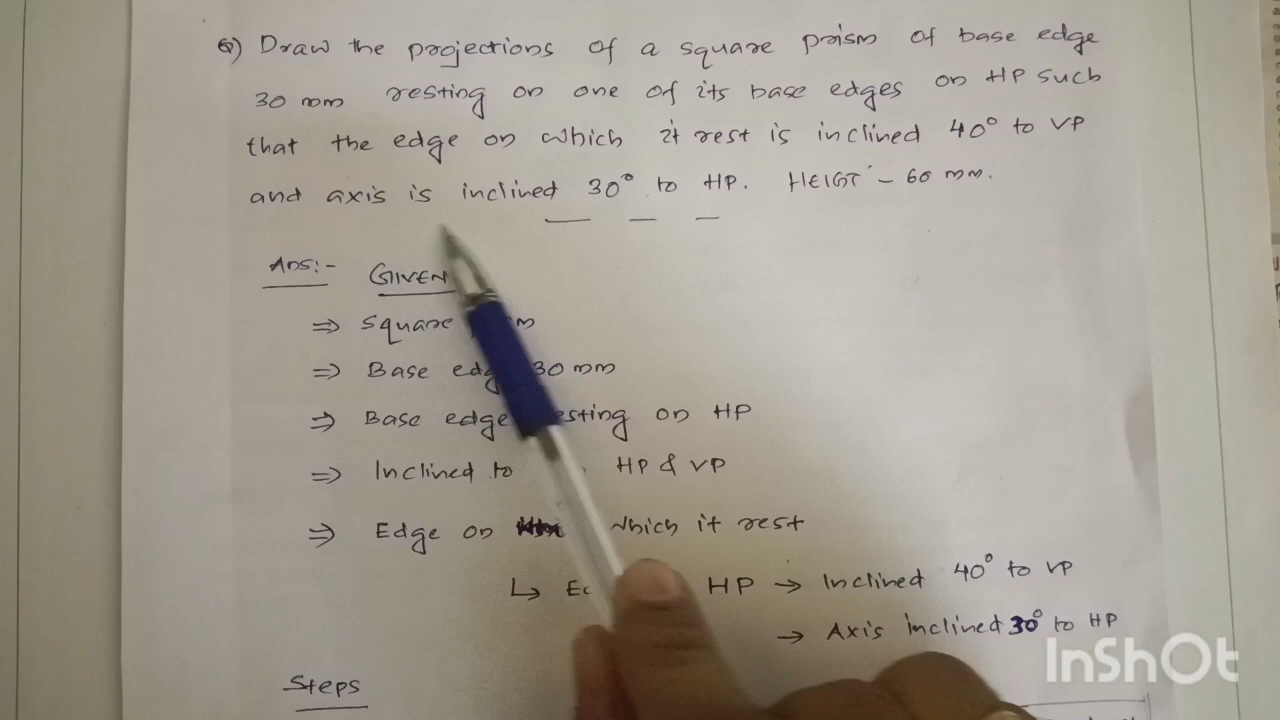 Q) Draw the projections of a square prism of base edge
30 mm resting on one of its base edges on HP such
that the edge on which it rest is inclined 40° to VP
and axis is inclined 30° to HP. HEIGT - 60 mm.
Ans:- GIVEN
⇒ Square
⇒ Base edge 30 mm
⇒ Base edge resting on HP
⇒ Inclined to HP & VP
⇒ Edge on which it rest
↳ HP → Inclined 40° to VP
→ Axis inclined 30° to HP
InShOt
Steps